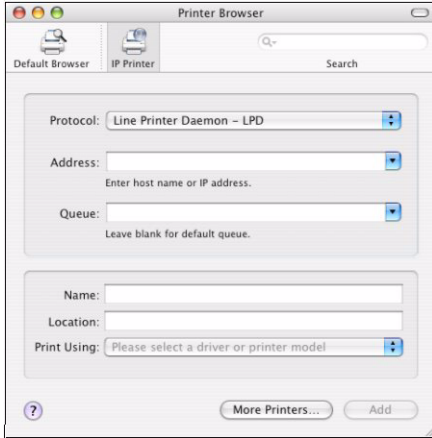 Printer Browser
Default Browser
IP Printer
Search
Protocol: Line Printer Daemon - LPD
Address:
Enter host name or IP address.
Queue:
Leave blank for default queue.
Name:
Location:
Print Using: Please select a driver or printer model
?
More Printers...
Add